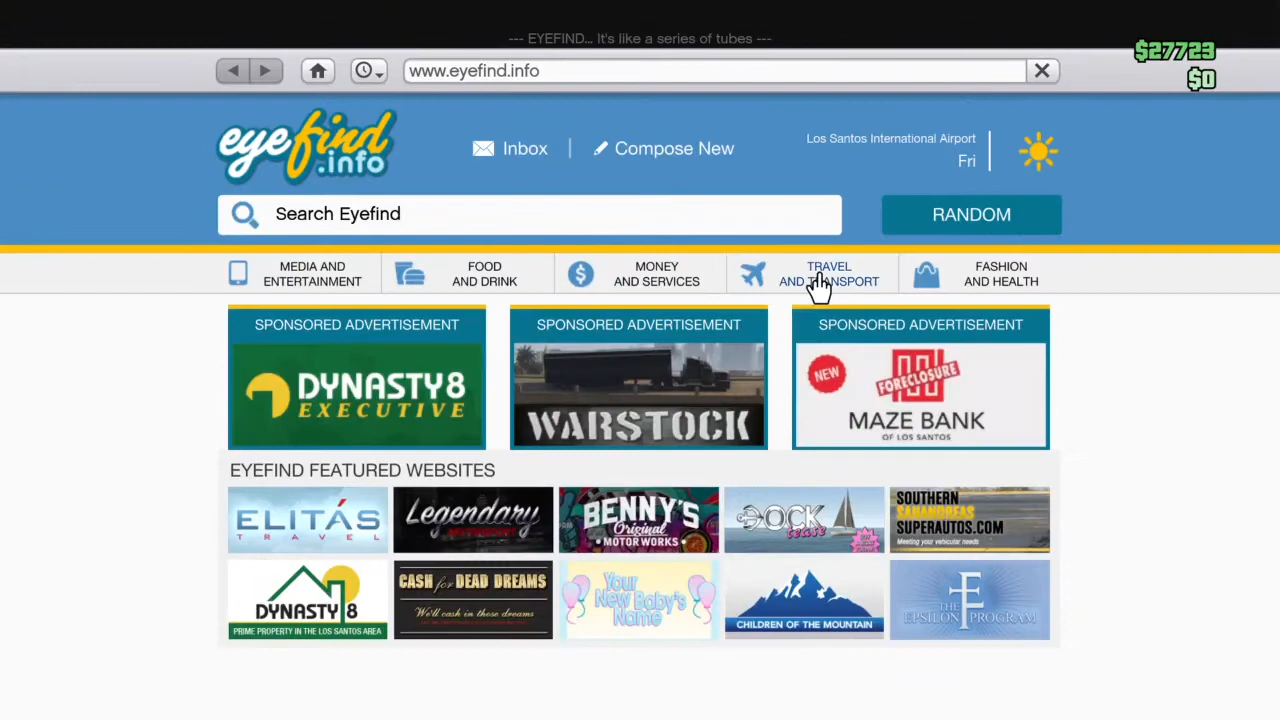 --- EYEFIND... It's like a series of tubes ---
$27723
$0
www.eyefind.info
eyefind
.info
Inbox
Compose New
Los Santos International Airport
Fri
Search Eyefind
RANDOM
MEDIA AND
ENTERTAINMENT
FOOD
AND DRINK
MONEY
AND SERVICES
TRAVEL
AND TRANSPORT
FASHION
AND HEALTH
SPONSORED ADVERTISEMENT
DYNASTY8
EXECUTIVE
SPONSORED ADVERTISEMENT
WARSTOCK
SPONSORED ADVERTISEMENT
NEW
FORECLOSURE
MAZE BANK
OF LOS SANTOS
EYEFIND FEATURED WEBSITES
ELITÁS
TRAVEL
Legendary
BENNY'S
Original
MOTORWORKS
DOCK
tease
SOUTHERN
SANANDREAS
SUPERAUTOS.COM
Meeting your vehicular needs
DYNASTY 8
PRIME PROPERTY IN THE LOS SANTOS AREA
CASH for DEAD DREAMS
We'll cash in those dreams
Your
New Baby's
Name
CHILDREN OF THE MOUNTAIN
THE
EPSILON PROGRAM